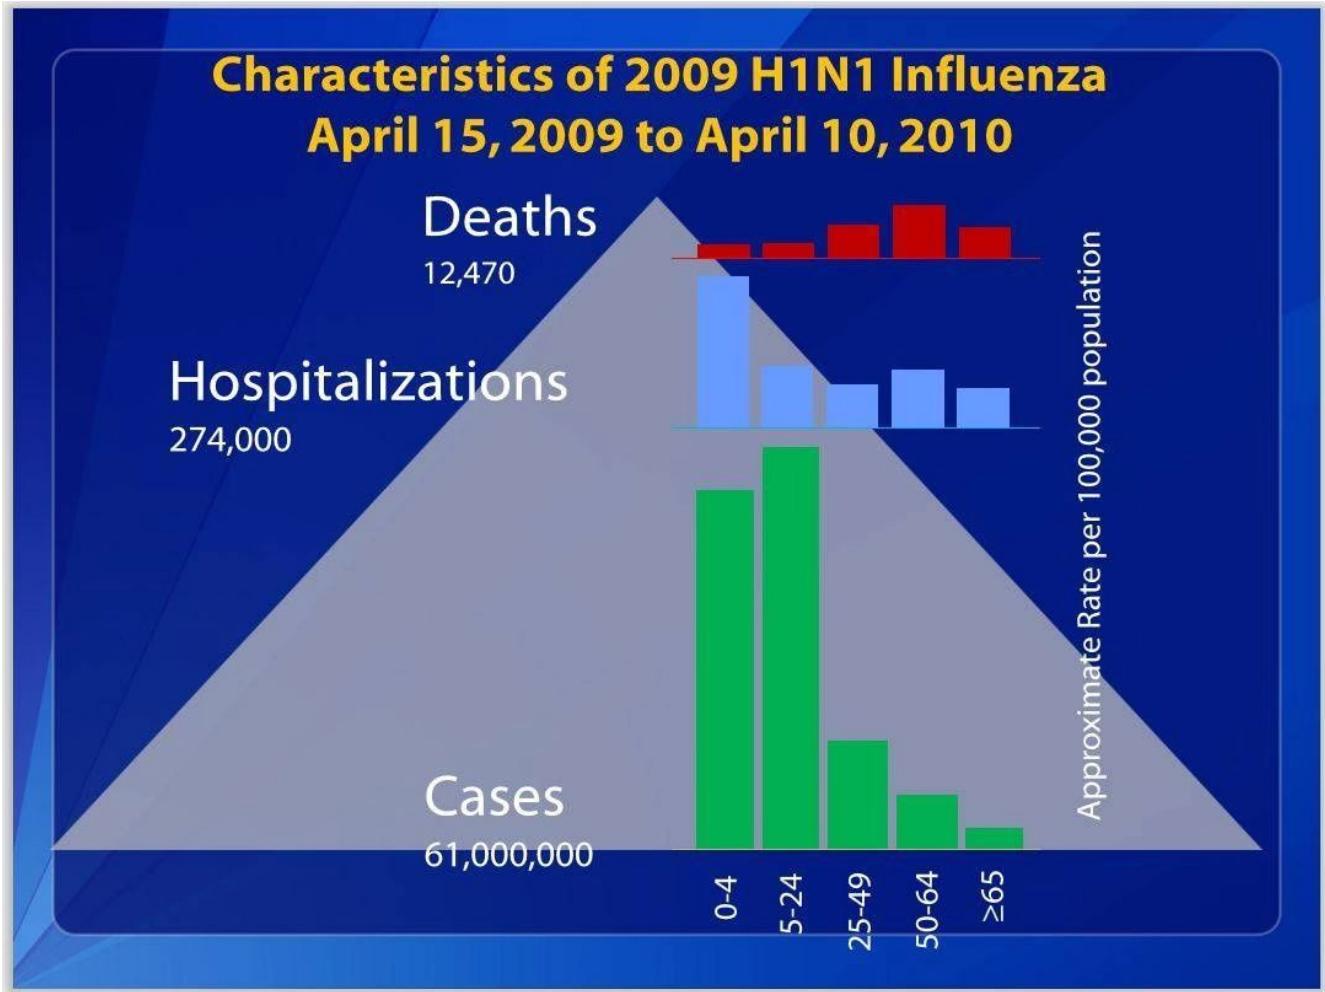 Characteristics of 2009 H1N1 Influenza
April 15, 2009 to April 10, 2010
Deaths
12,470
Hospitalizations
274,000
Cases
61,000,000
0-4
5-24
25-49
50-64
≥65
Approximate Rate per 100,000 population